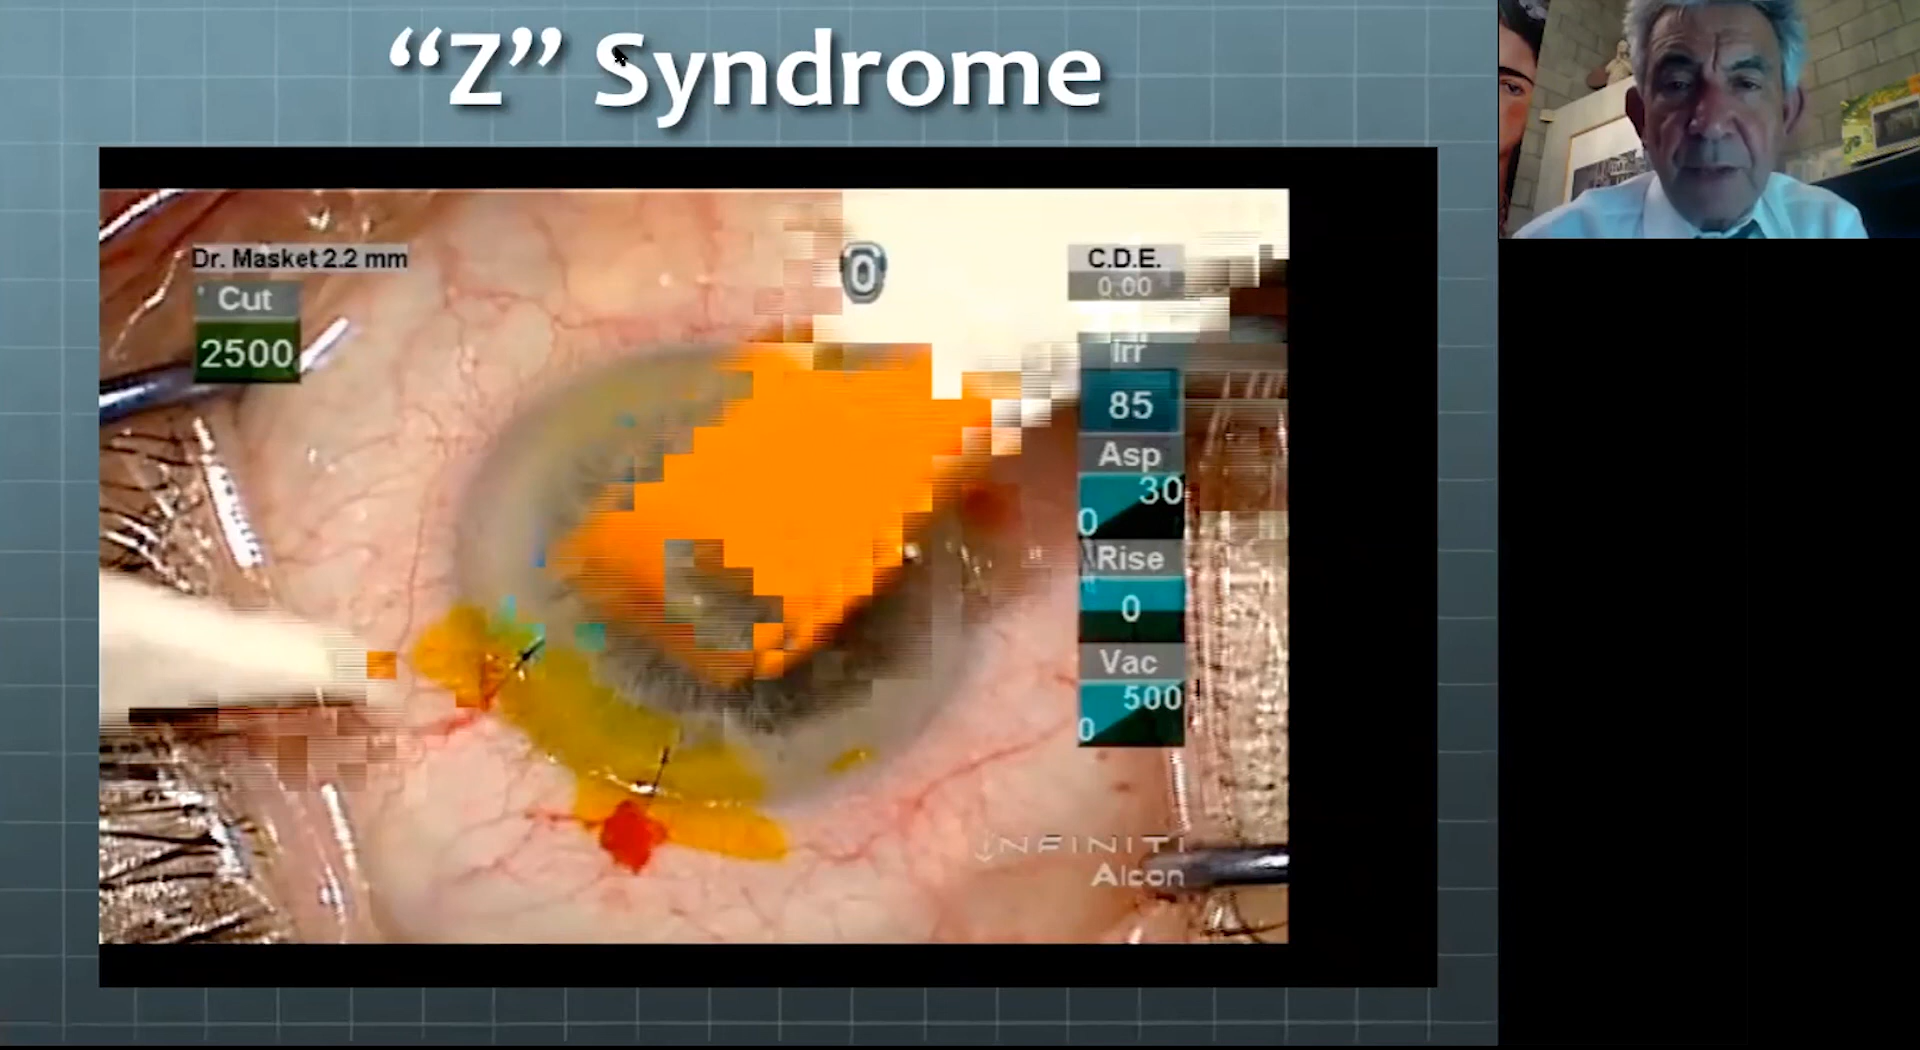 “Z” Syndrome
Dr. Masket 2.2 mm
Cut
2500
0
C.D.E.
0.00
Irr
85
Asp
30
0
Rise
0
Vac
500
0
INFINITI
Alcon